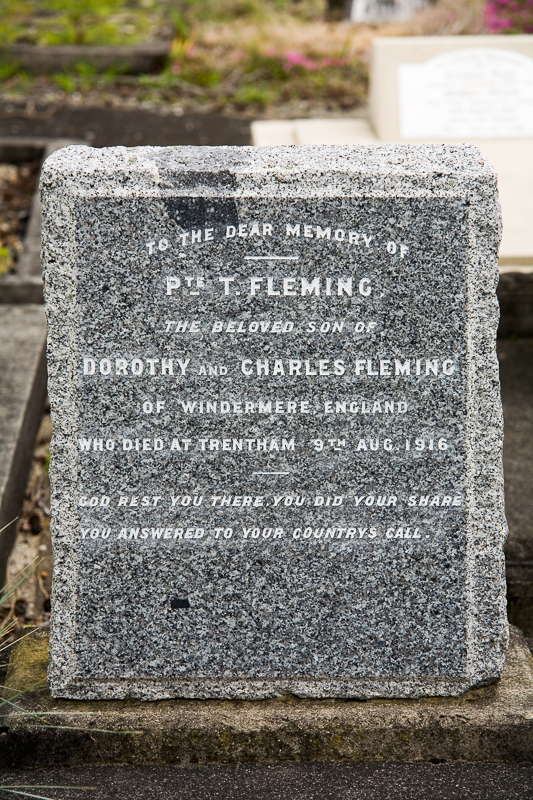 TO THE DEAR MEMORY OF
PTE T. FLEMING.
THE BELOVED SON OF
DOROTHY AND CHARLES FLEMING
OF WINDERMERE, ENGLAND
WHO DIED AT TRENTHAM 9TH AUG. 1916
GOD REST YOU THERE, YOU DID YOUR SHARE
YOU ANSWERED TO YOUR COUNTRYS CALL.